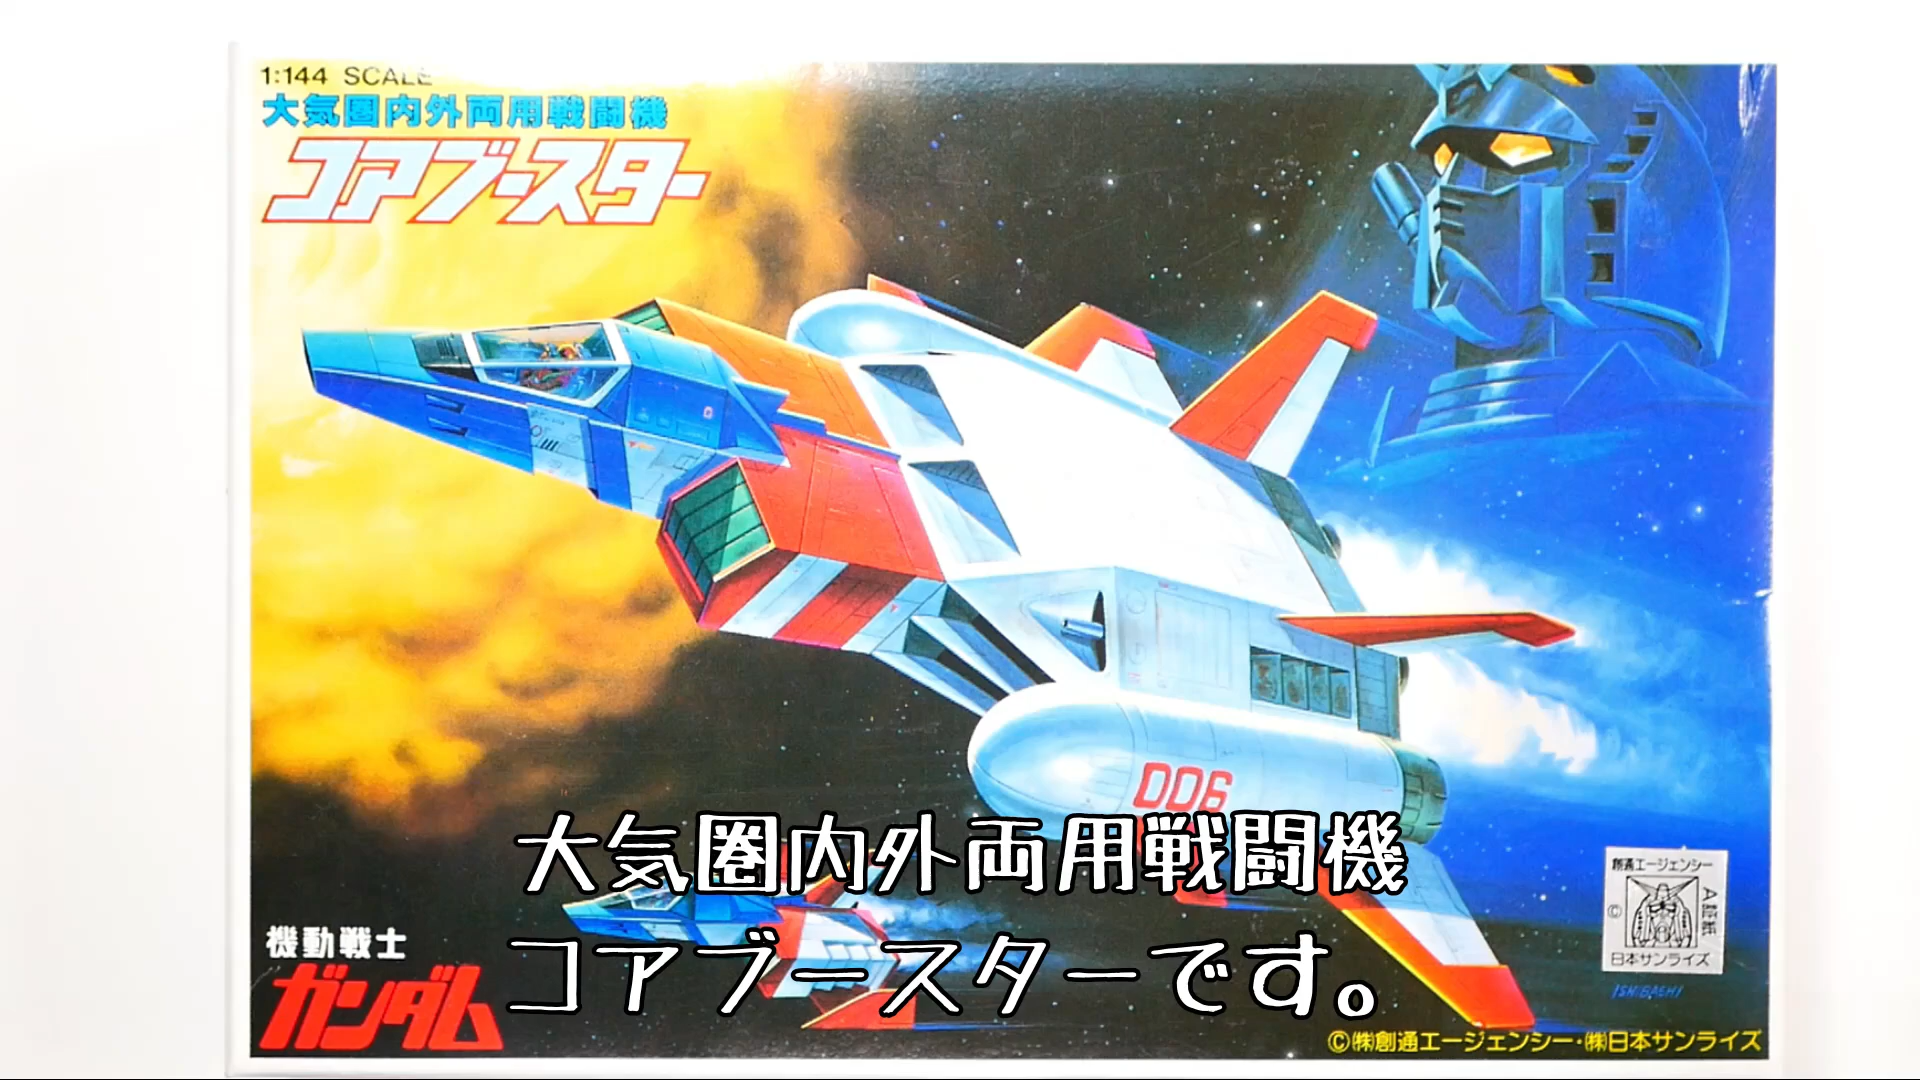 1:144 SCALE
大気圏内外両用戦闘機
コアブースター
006
大気圏内外両用戦闘機
コアブースターです。
機動戦士
ガンダム
創通エージェンシー
©
A証紙
日本サンライズ
ISHIBASHI
©㈱創通エージェンシー・㈱日本サンライズ